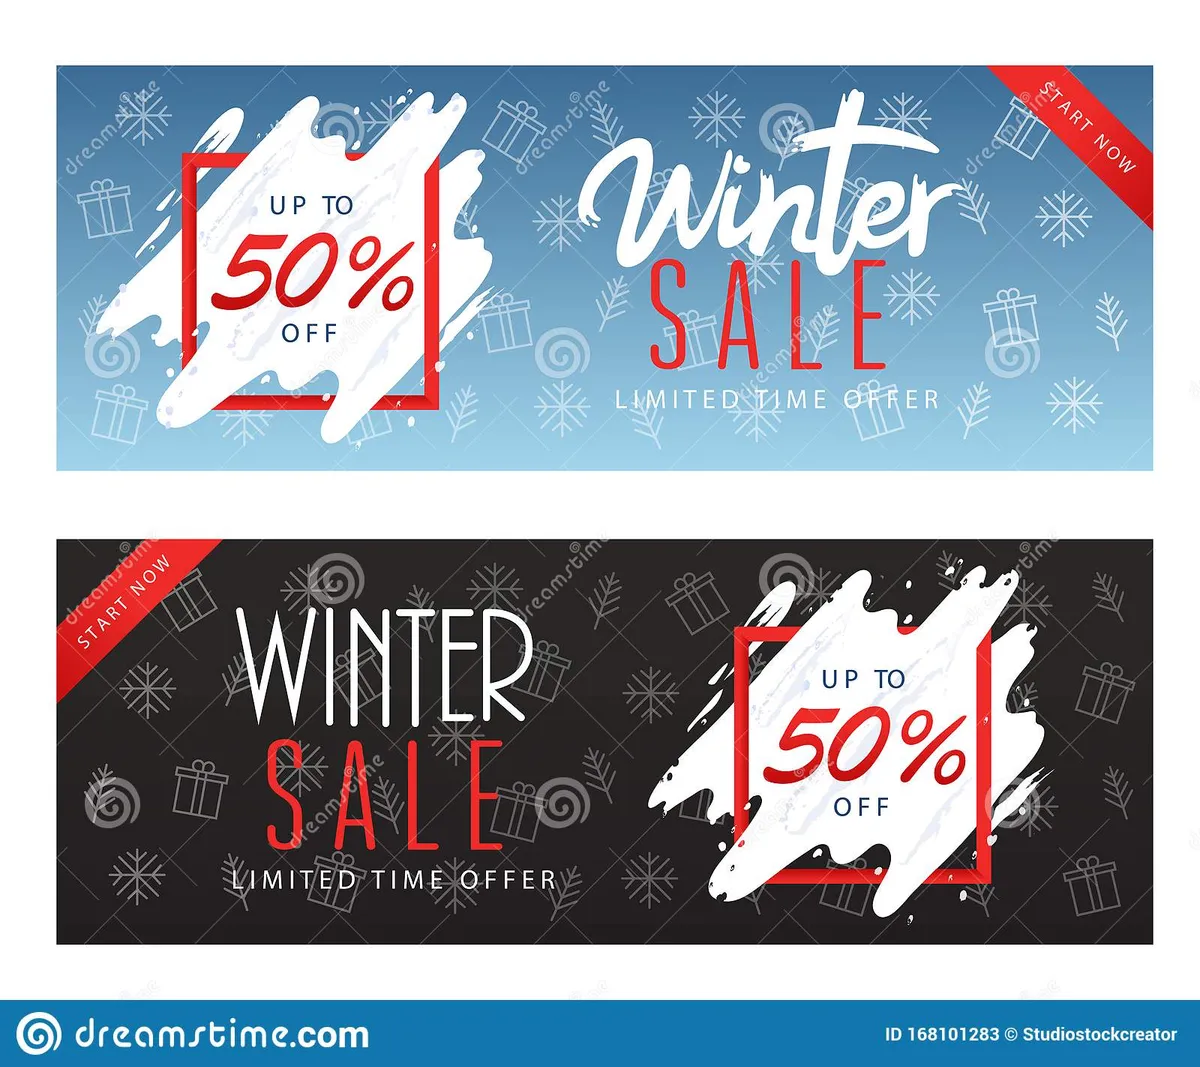 START NOW
UP TO
50%
OFF
Winter
SALE
LIMITED TIME OFFER
START NOW
WINTER
SALE
LIMITED TIME OFFER
UP TO
50%
OFF
dreamstime.com
ID 168101283 © Studiostockcreator